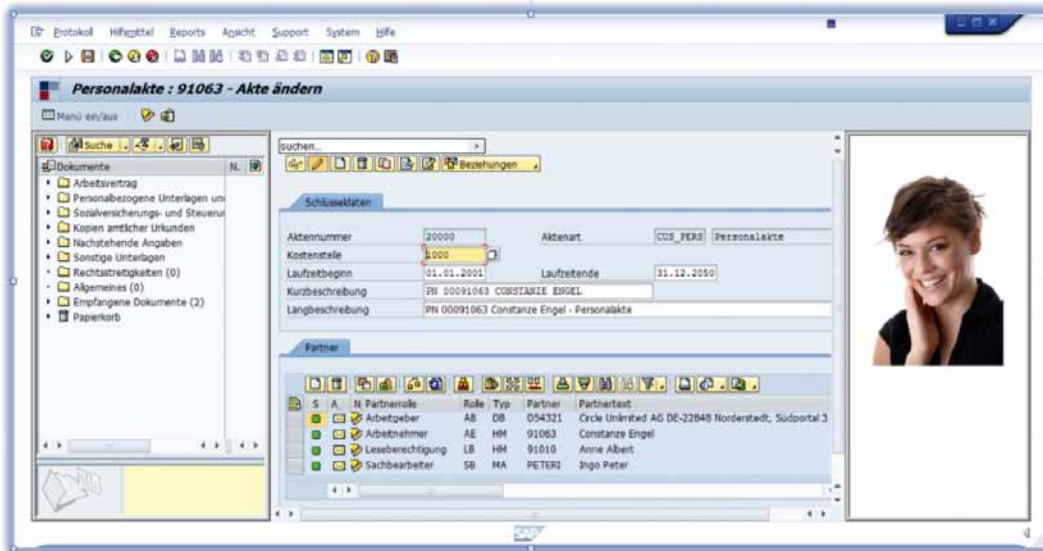 Protokoll Hilfsmittel Reports Ansicht Support System Hilfe
Personalakte : 91063 - Akte ändern
Menü ein/aus
Suche
Dokumente N.
Arbeitsvertrag
Personalbezogene Unterlagen und
Sozialversicherungs- und Steuerur
Kopien amtlicher Urkunden
Nachstehende Angaben
Sonstige Unterlagen
Rechtsstreitigkeiten (0)
Allgemeines (0)
Empfangene Dokumente (2)
Papierkorb
suchen...
Beziehungen
Schlüsseldaten
Aktennummer 20000 Aktenart CUS_PERS Personalakte
Kostenstelle 1000
Laufzeitbeginn 01.01.2001 Laufzeitende 31.12.2050
Kurzbeschreibung PN 00091063 CONSTANZE ENGEL
Langbeschreibung PN 00091063 Constanze Engel - Personalakte
Partner
S A. N Partnerrolle Rolle Typ Partner Partnertext
Arbeitgeber AB DB D54321 Circle Unlimited AG DE-22848 Norderstedt, Südportal 3
Arbeitnehmer AE HM 91063 Constanze Engel
Leseberechtigung LB HM 91010 Anne Albert
Sachbearbeiter SB MA PETERI Ingo Peter
SAP